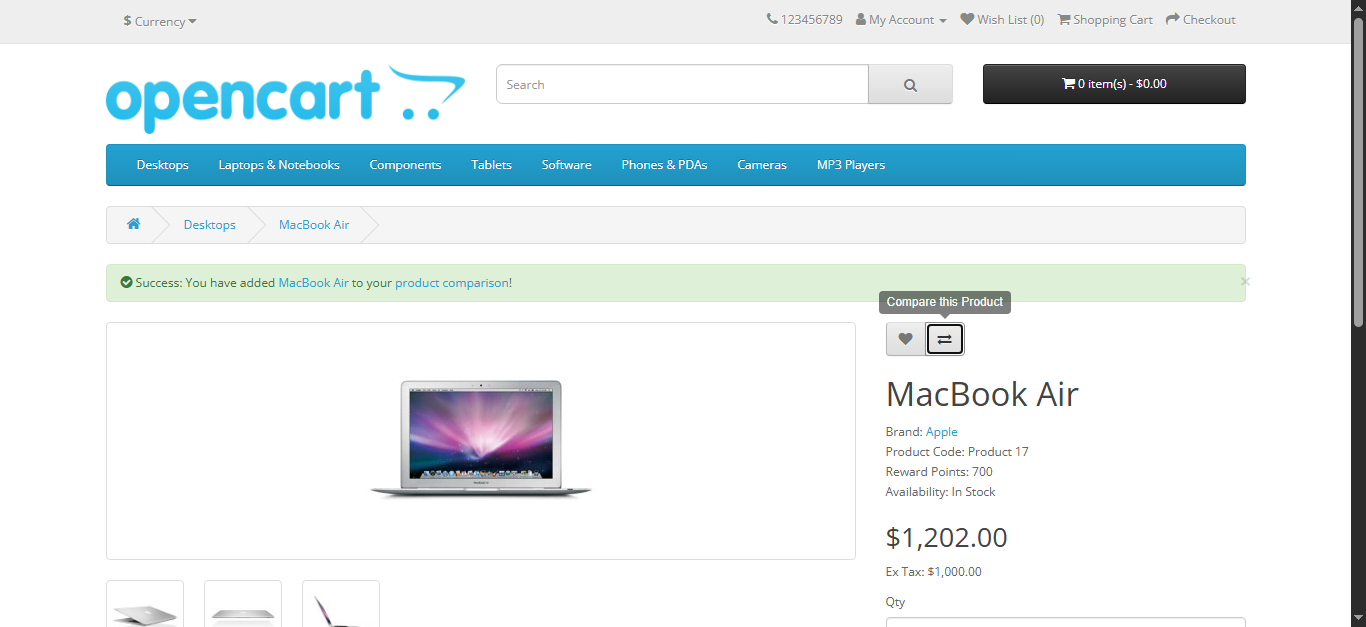 $ Currency
123456789 My Account Wish List (0) Shopping Cart Checkout
opencart
Search
0 item(s) - $0.00
Desktops Laptops & Notebooks Components Tablets Software Phones & PDAs Cameras MP3 Players
Desktops MacBook Air
Success: You have added MacBook Air to your product comparison!
×
Compare this Product
MacBook Air
Brand: Apple
Product Code: Product 17
Reward Points: 700
Availability: In Stock
$1,202.00
Ex Tax: $1,000.00
Qty